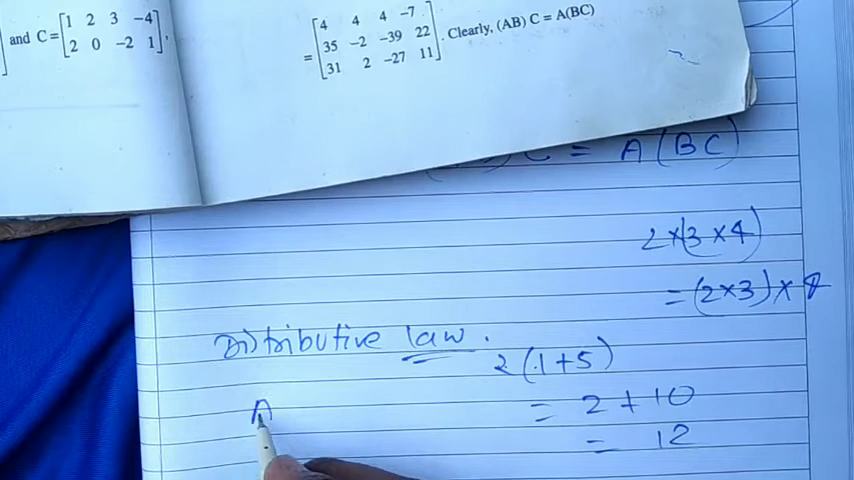 and C = [1 2 3 -4
2 0 -2 1],
= [4 4 4 -7
35 -2 -39 22
31 2 -27 11]. Clearly, (AB) C = A(BC)
C = A (BC)
2×(3×4)
= (2×3)×4
Distributive law.
2(1+5)
= 2+10
= 12
A